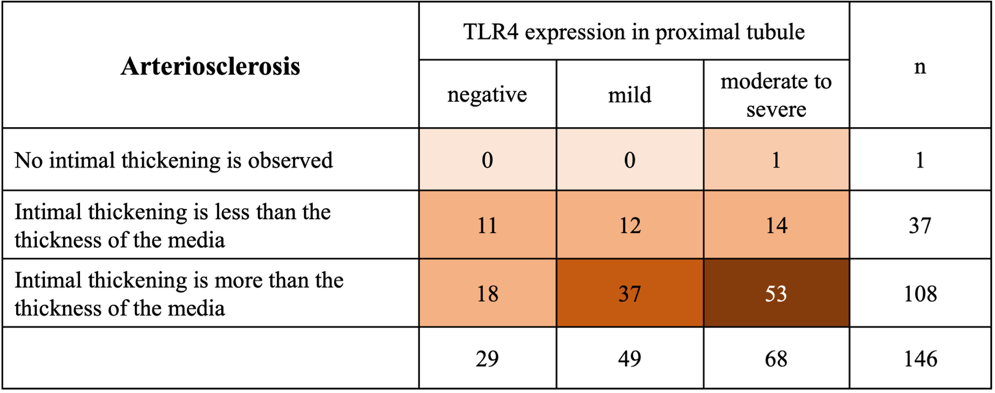 Arteriosclerosis
TLR4 expression in proximal tubule
n
negative
mild
moderate to
severe
No intimal thickening is observed
0
0
1
1
Intimal thickening is less than the
thickness of the media
11
12
14
37
Intimal thickening is more than the
thickness of the media
18
37
53
108
29
49
68
146